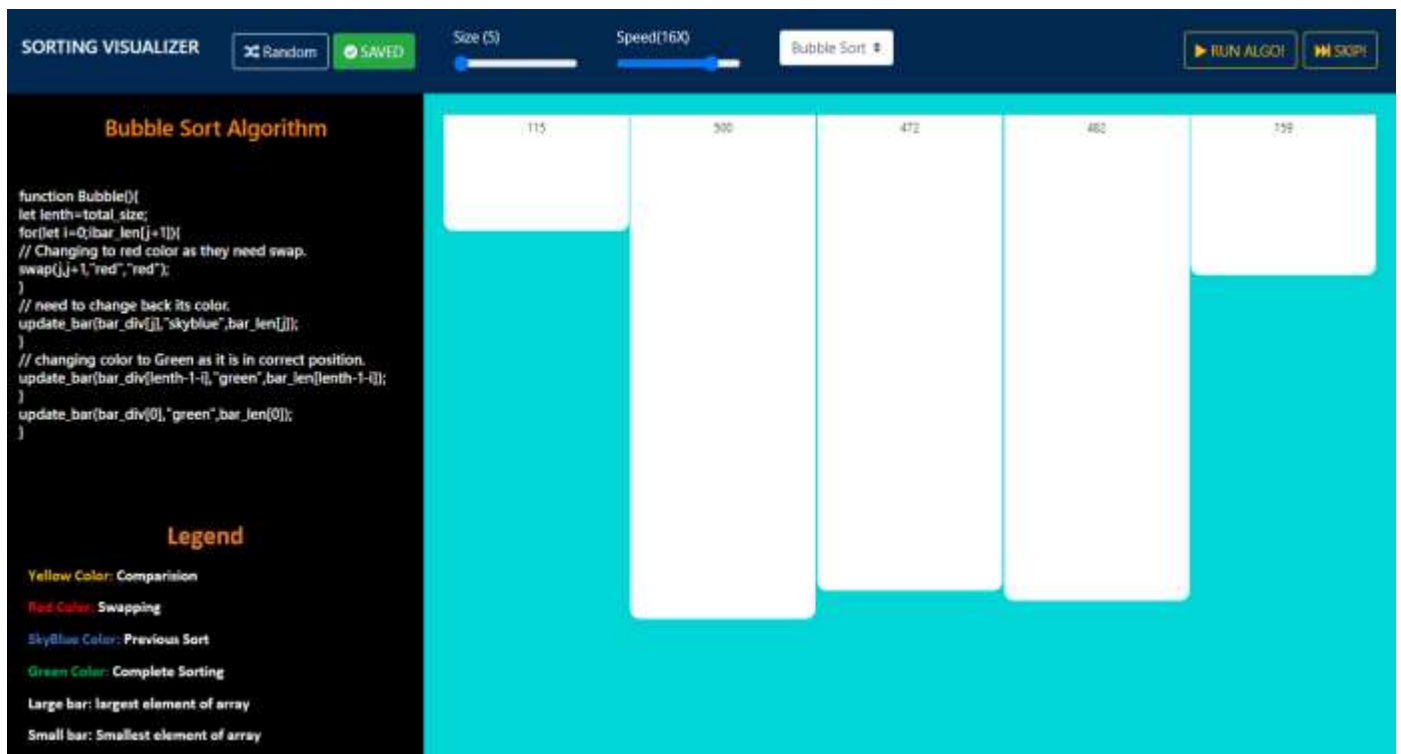 SORTING VISUALIZER
Random
SAVED
Size (5)
Speed(16X)
Bubble Sort
RUN ALGO!
SKIP!
Bubble Sort Algorithm
function Bubble(){
let lenth=total_size;
for(let i=0;ibar_len[j+1]){
// Changing to red color as they need swap.
swap(j,j+1,"red","red");
}
// need to change back its color.
update_bar(bar_div[j],"skyblue",bar_len[j]);
}
// changing color to Green as it is in correct position.
update_bar(bar_div[lenth-1-i],"green",bar_len[lenth-1-i]);
}
update_bar(bar_div[0],"green",bar_len[0]);
}
115
500
472
482
159
Legend
Yellow Color: Comparision
Red Color: Swapping
SkyBlue Color: Previous Sort
Green Color: Complete Sorting
Large bar: largest element of array
Small bar: Smallest element of array